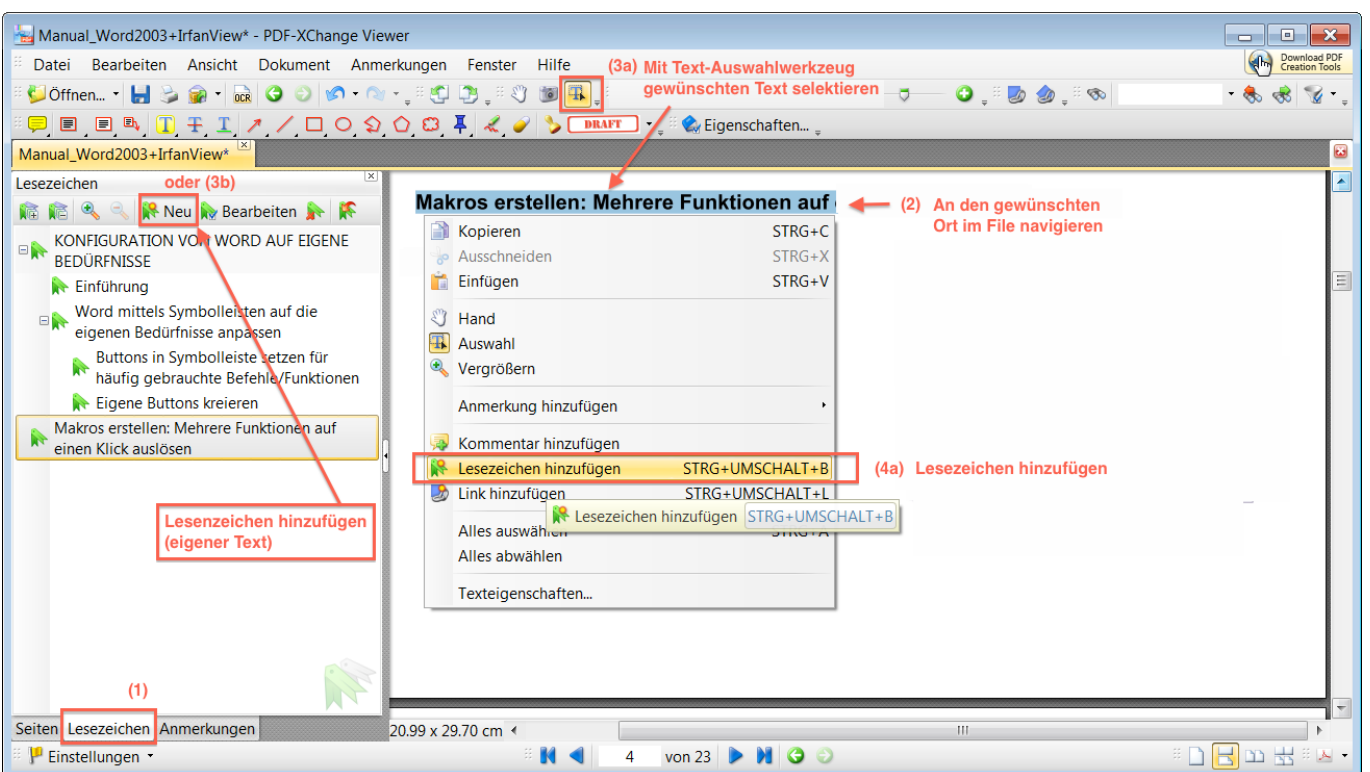 Manual_Word2003+IrfanView* - PDF-XChange Viewer
Datei Bearbeiten Ansicht Dokument Anmerkungen Fenster Hilfe
Download PDF
Creation Tools
(3a) Mit Text-Auswahlwerkzeug
gewünschten Text selektieren
Öffnen...
OCR
DRAFT
Eigenschaften...
Manual_Word2003+IrfanView*
Lesezeichen
oder (3b)
Neu Bearbeiten
KONFIGURATION VON WORD AUF EIGENE
BEDÜRFNISSE
Einführung
Word mittels Symbolleisten auf die
eigenen Bedürfnisse anpassen
Buttons in Symbolleiste setzen für
häufig gebrauchte Befehle/Funktionen
Eigene Buttons kreieren
Makros erstellen: Mehrere Funktionen auf
einen Klick auslösen
Lesenzeichen hinzufügen
(eigener Text)
(1)
Seiten Lesezeichen Anmerkungen
Makros erstellen: Mehrere Funktionen auf
(2) An den gewünschten
Ort im File navigieren
Kopieren STRG+C
Ausschneiden STRG+X
Einfügen STRG+V
Hand
Auswahl
Vergrößern
Anmerkung hinzufügen
Kommentar hinzufügen
Lesezeichen hinzufügen STRG+UMSCHALT+B
(4a) Lesezeichen hinzufügen
Link hinzufügen STRG+UMSCHALT+L
Lesezeichen hinzufügen STRG+UMSCHALT+B
Alles auswählen STRG+A
Alles abwählen
Texteigenschaften...
20.99 x 29.70 cm
Einstellungen
4 von 23